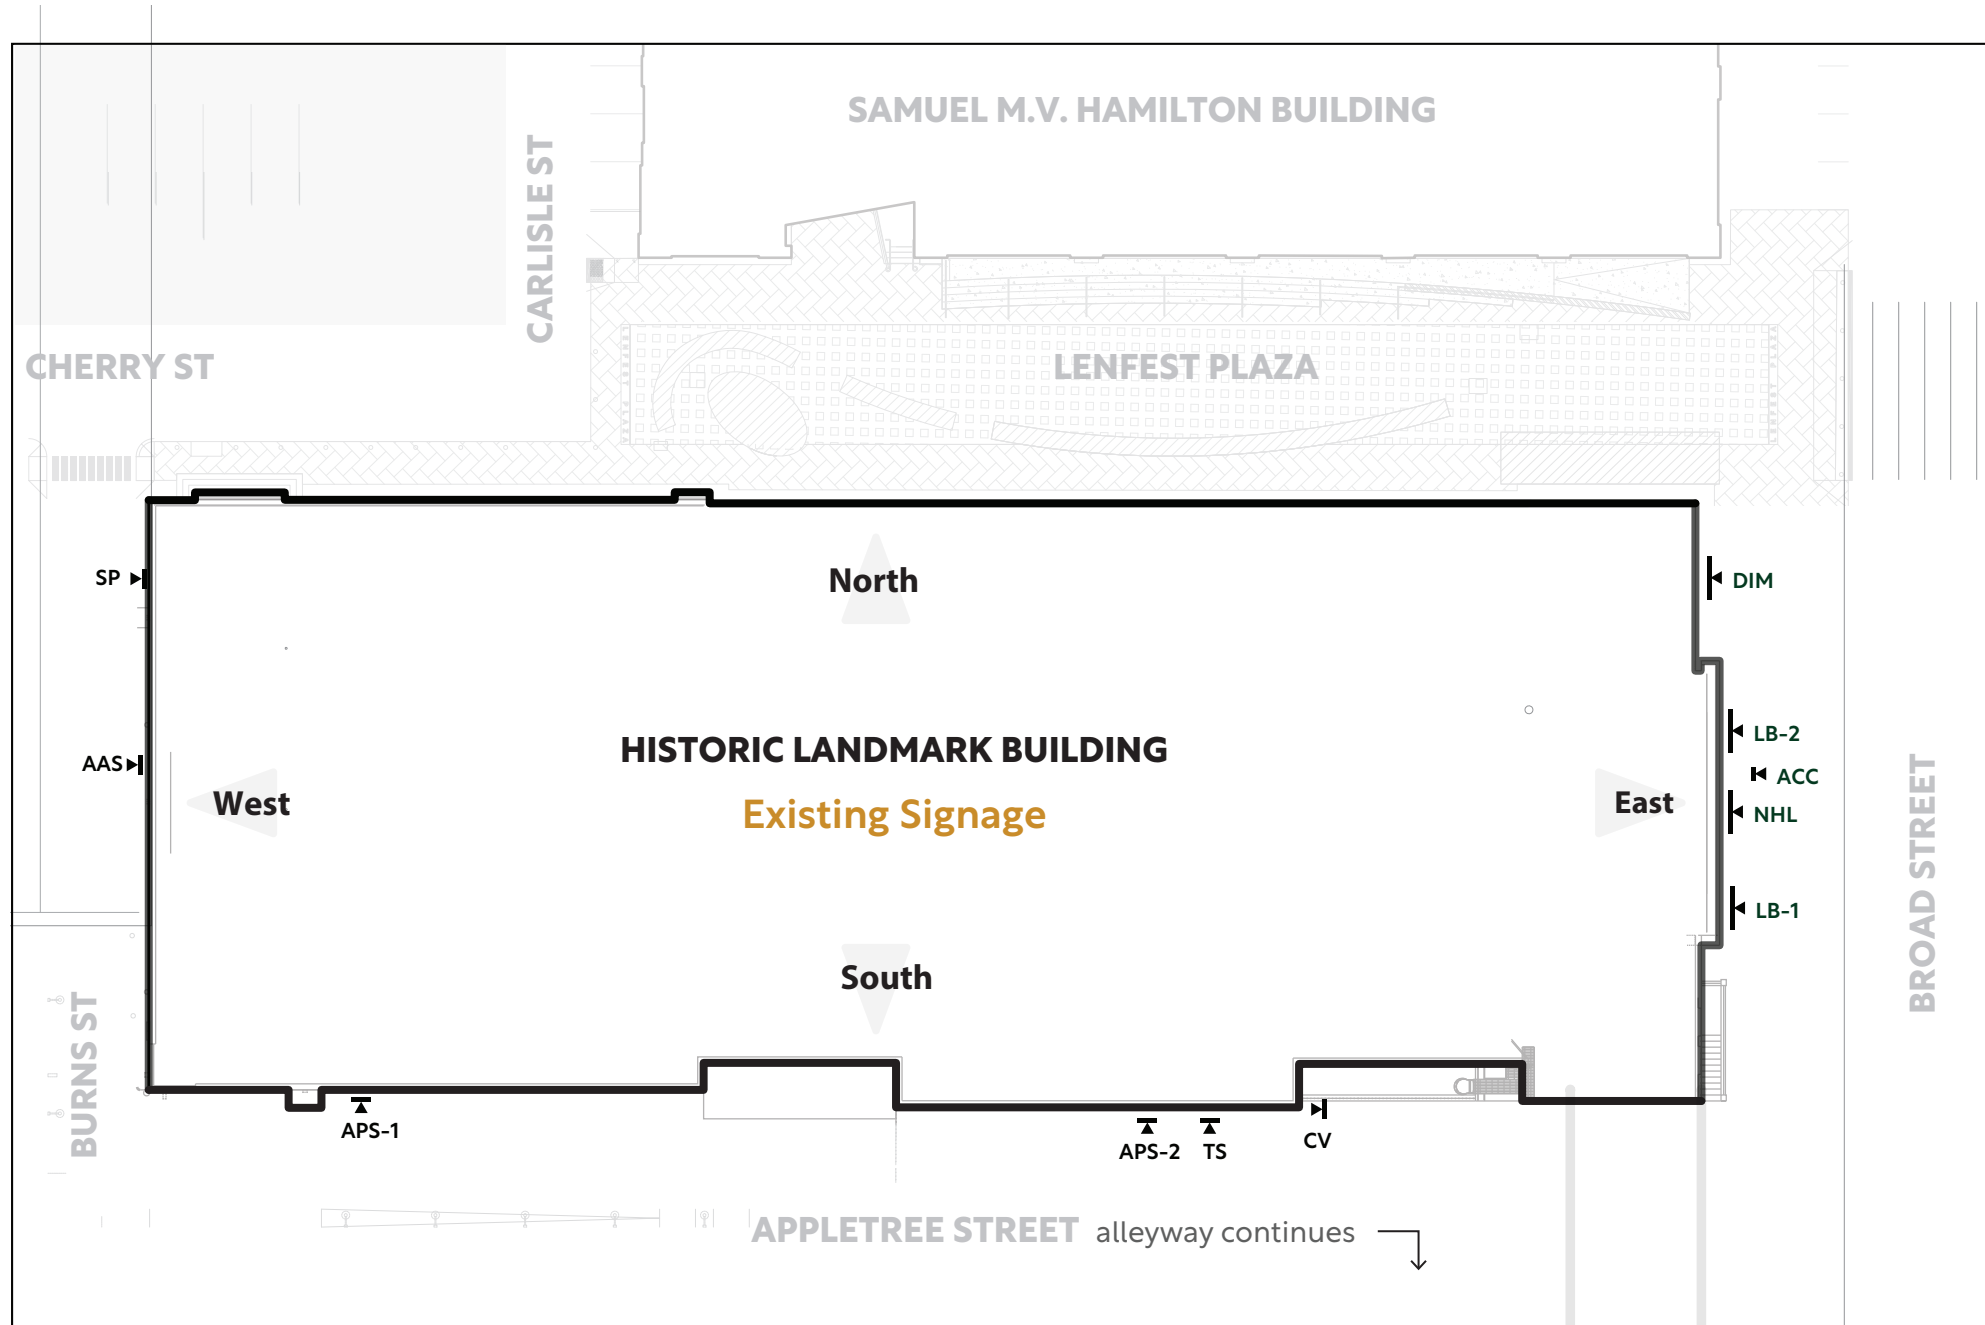 SAMUEL M.V. HAMILTON BUILDING
CARLISLE ST
CHERRY ST
LENFEST PLAZA
SP
North
DIM
AAS
HISTORIC LANDMARK BUILDING
Existing Signage
West
East
LB-2
ACC
NHL
LB-1
BROAD STREET
South
BURNS ST
APS-1
APS-2
TS
CV
APPLETREE STREET alleyway continues